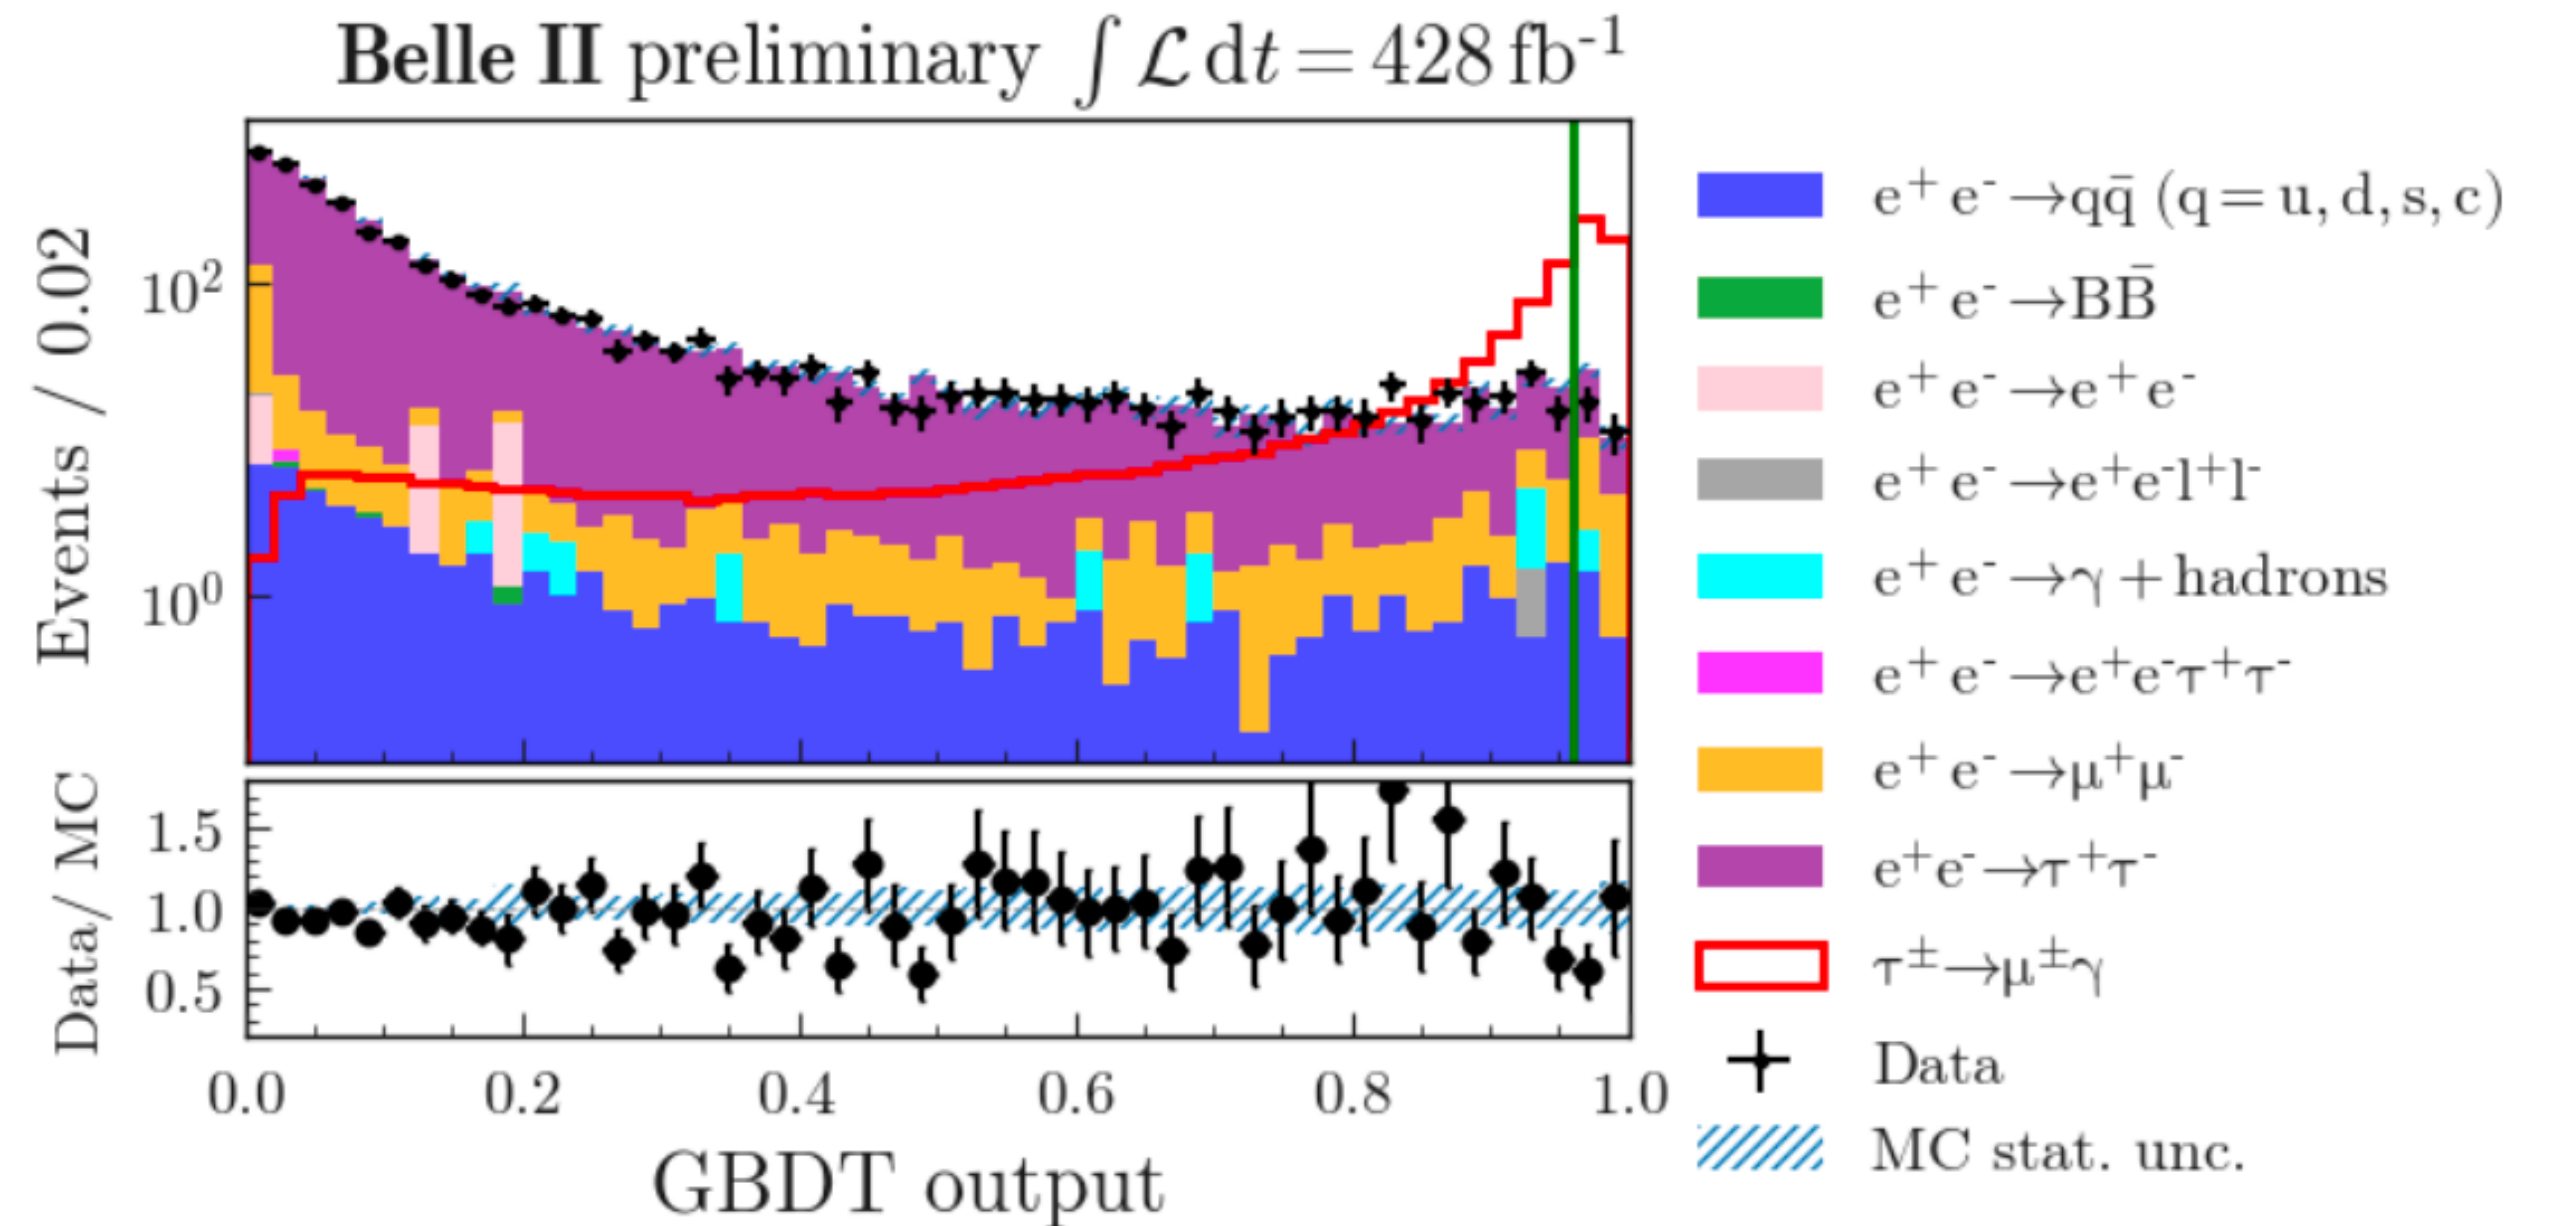 Belle II preliminary ∫ ℒ dt = 428 fb⁻¹
Events / 0.02
10²
10⁰
e⁺ e⁻ →qq̄ (q = u, d, s, c)
e⁺ e⁻ →BB̄
e⁺ e⁻ →e⁺ e⁻
e⁺ e⁻ →e⁺e⁻l⁺l⁻
e⁺ e⁻ →γ + hadrons
e⁺ e⁻ →e⁺e⁻τ⁺τ⁻
e⁺ e⁻ →μ⁺μ⁻
e⁺e⁻→τ⁺τ⁻
τ^±→μ^±γ
Data
MC stat. unc.
Data/ MC
1.5
1.0
0.5
0.0 0.2 0.4 0.6 0.8 1.0
GBDT output